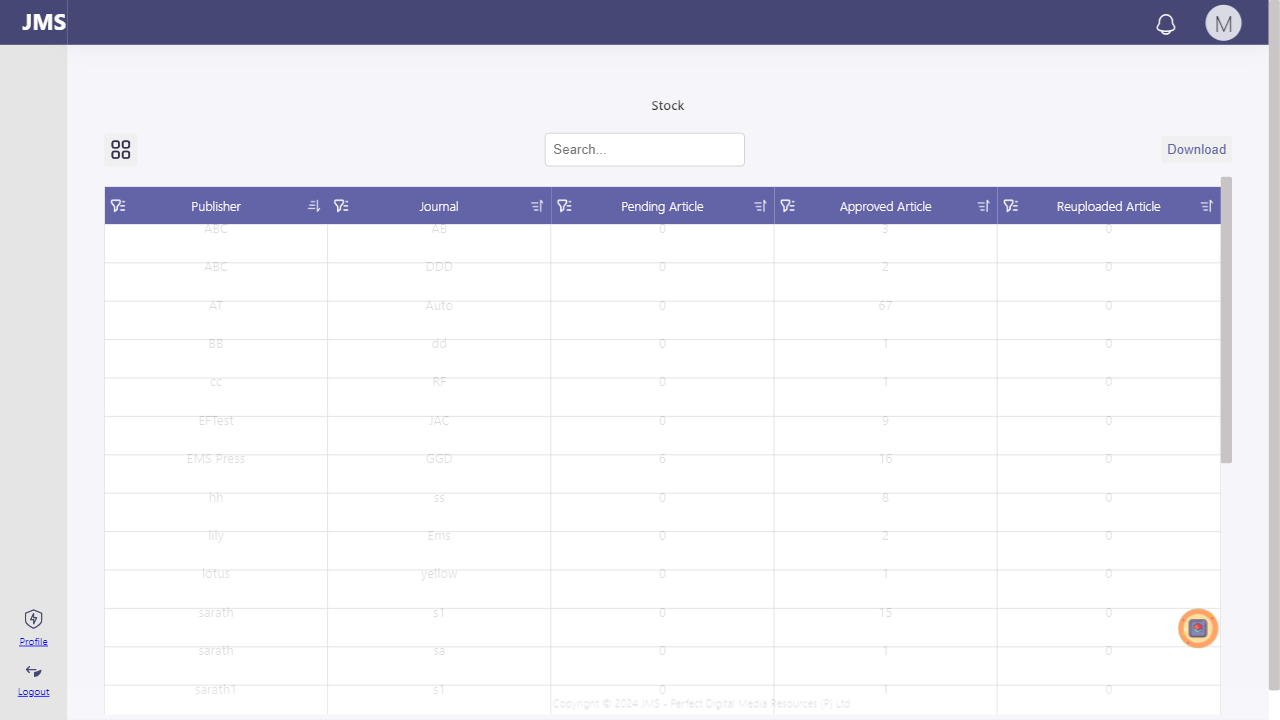 JMS
M
Stock
Search...
Download
Publisher Journal Pending Article Approved Article Reuploaded Article
ABC AB 0 3 0
ABC DDD 0 2 0
AT Auto 0 67 0
BB dd 0 1 0
cc RF 0 1 0
EFTest JAC 0 9 0
EMS Press GGD 6 16 0
hh ss 0 8 0
lily Ems 0 2 0
lotus yellow 0 1 0
sarath s1 0 15 0
sarath sa 0 1 0
sarath1 s1 0 1 0
Profile
Logout
Copyright © 2024 JMS - Perfect Digital Media Resources (P) Ltd